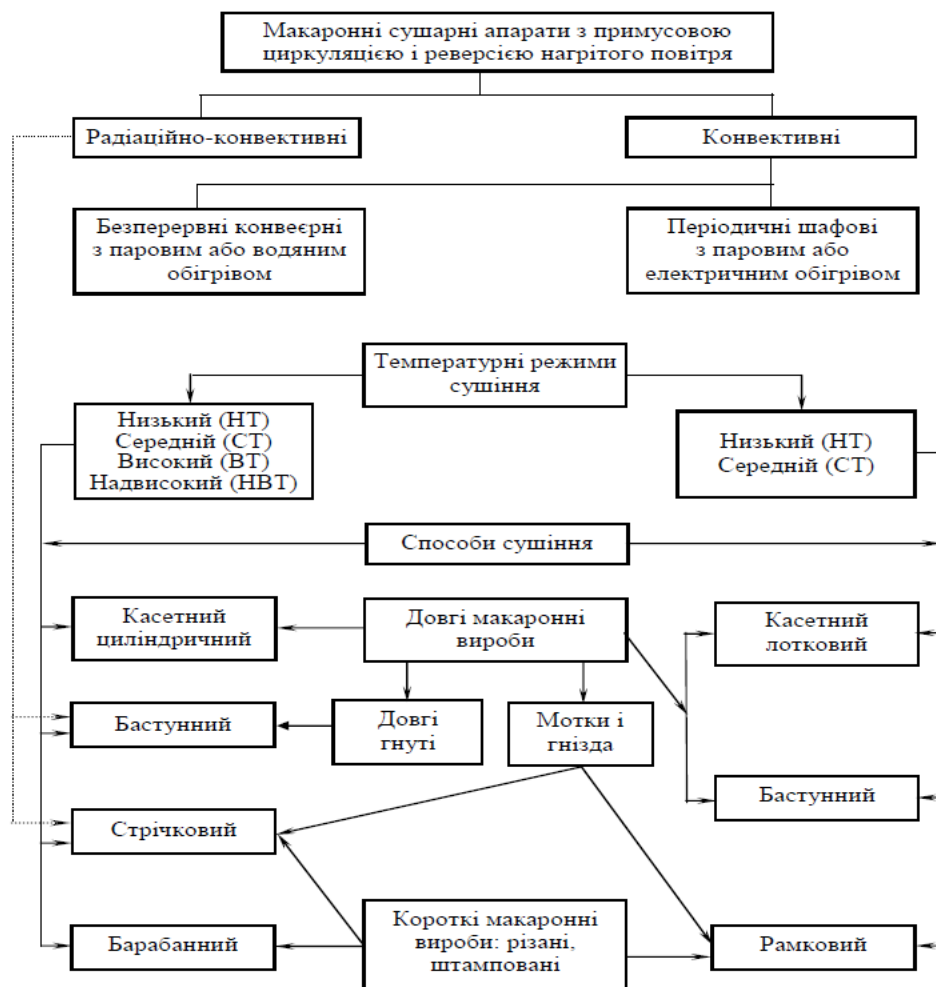 Макаронні сушарні апарати з примусовою
циркуляцією і реверсією нагрітого повітря
Радіаційно-конвективні
Конвективні
Безперервні конвеєрні
з паровим або водяним
обігрівом
Періодичні шафові
з паровим або
електричним обігрівом
Температурні режими
сушіння
Низький (НТ)
Середній (СТ)
Високий (ВТ)
Надвисокий (НВТ)
Низький (НТ)
Середній (СТ)
Способи сушіння
Касетний
циліндричний
Довгі макаронні
вироби
Касетний
лотковий
Бастунний
Довгі
гнуті
Мотки і
гнізда
Бастунний
Стрічковий
Барабанний
Короткі макаронні
вироби: різані,
штамповані
Рамковий